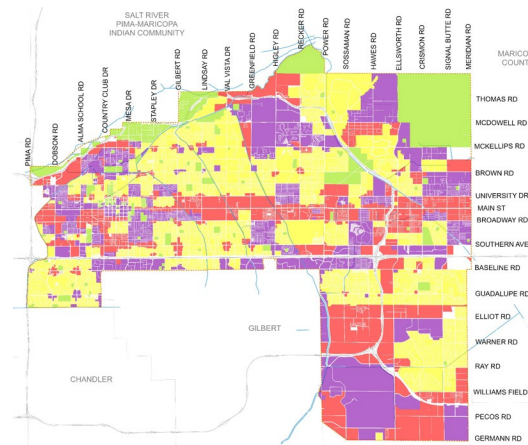 SALT RIVER
PIMA-MARICOPA
INDIAN COMMUNITY
PIMA RD
DOBSON RD
ALMA SCHOOL RD
COUNTRY CLUB DR
MESA DR
STAPLEY DR
GILBERT RD
LINDSAY RD
VAL VISTA DR
GREENFIELD RD
HIGLEY RD
RECKER RD
POWER RD
SOSSAMAN RD
HAWES RD
ELLSWORTH RD
CRISMON RD
SIGNAL BUTTE RD
MERIDIAN RD
MARICO
COUNT
THOMAS RD
MCDOWELL RD
MCKELLIPS RD
BROWN RD
UNIVERSITY DR
MAIN ST
BROADWAY RD
SOUTHERN AVE
BASELINE RD
GUADALUPE RD
ELLIOT RD
WARNER RD
RAY RD
WILLIAMS FIELD
PECOS RD
GERMANN RD
GILBERT
CHANDLER